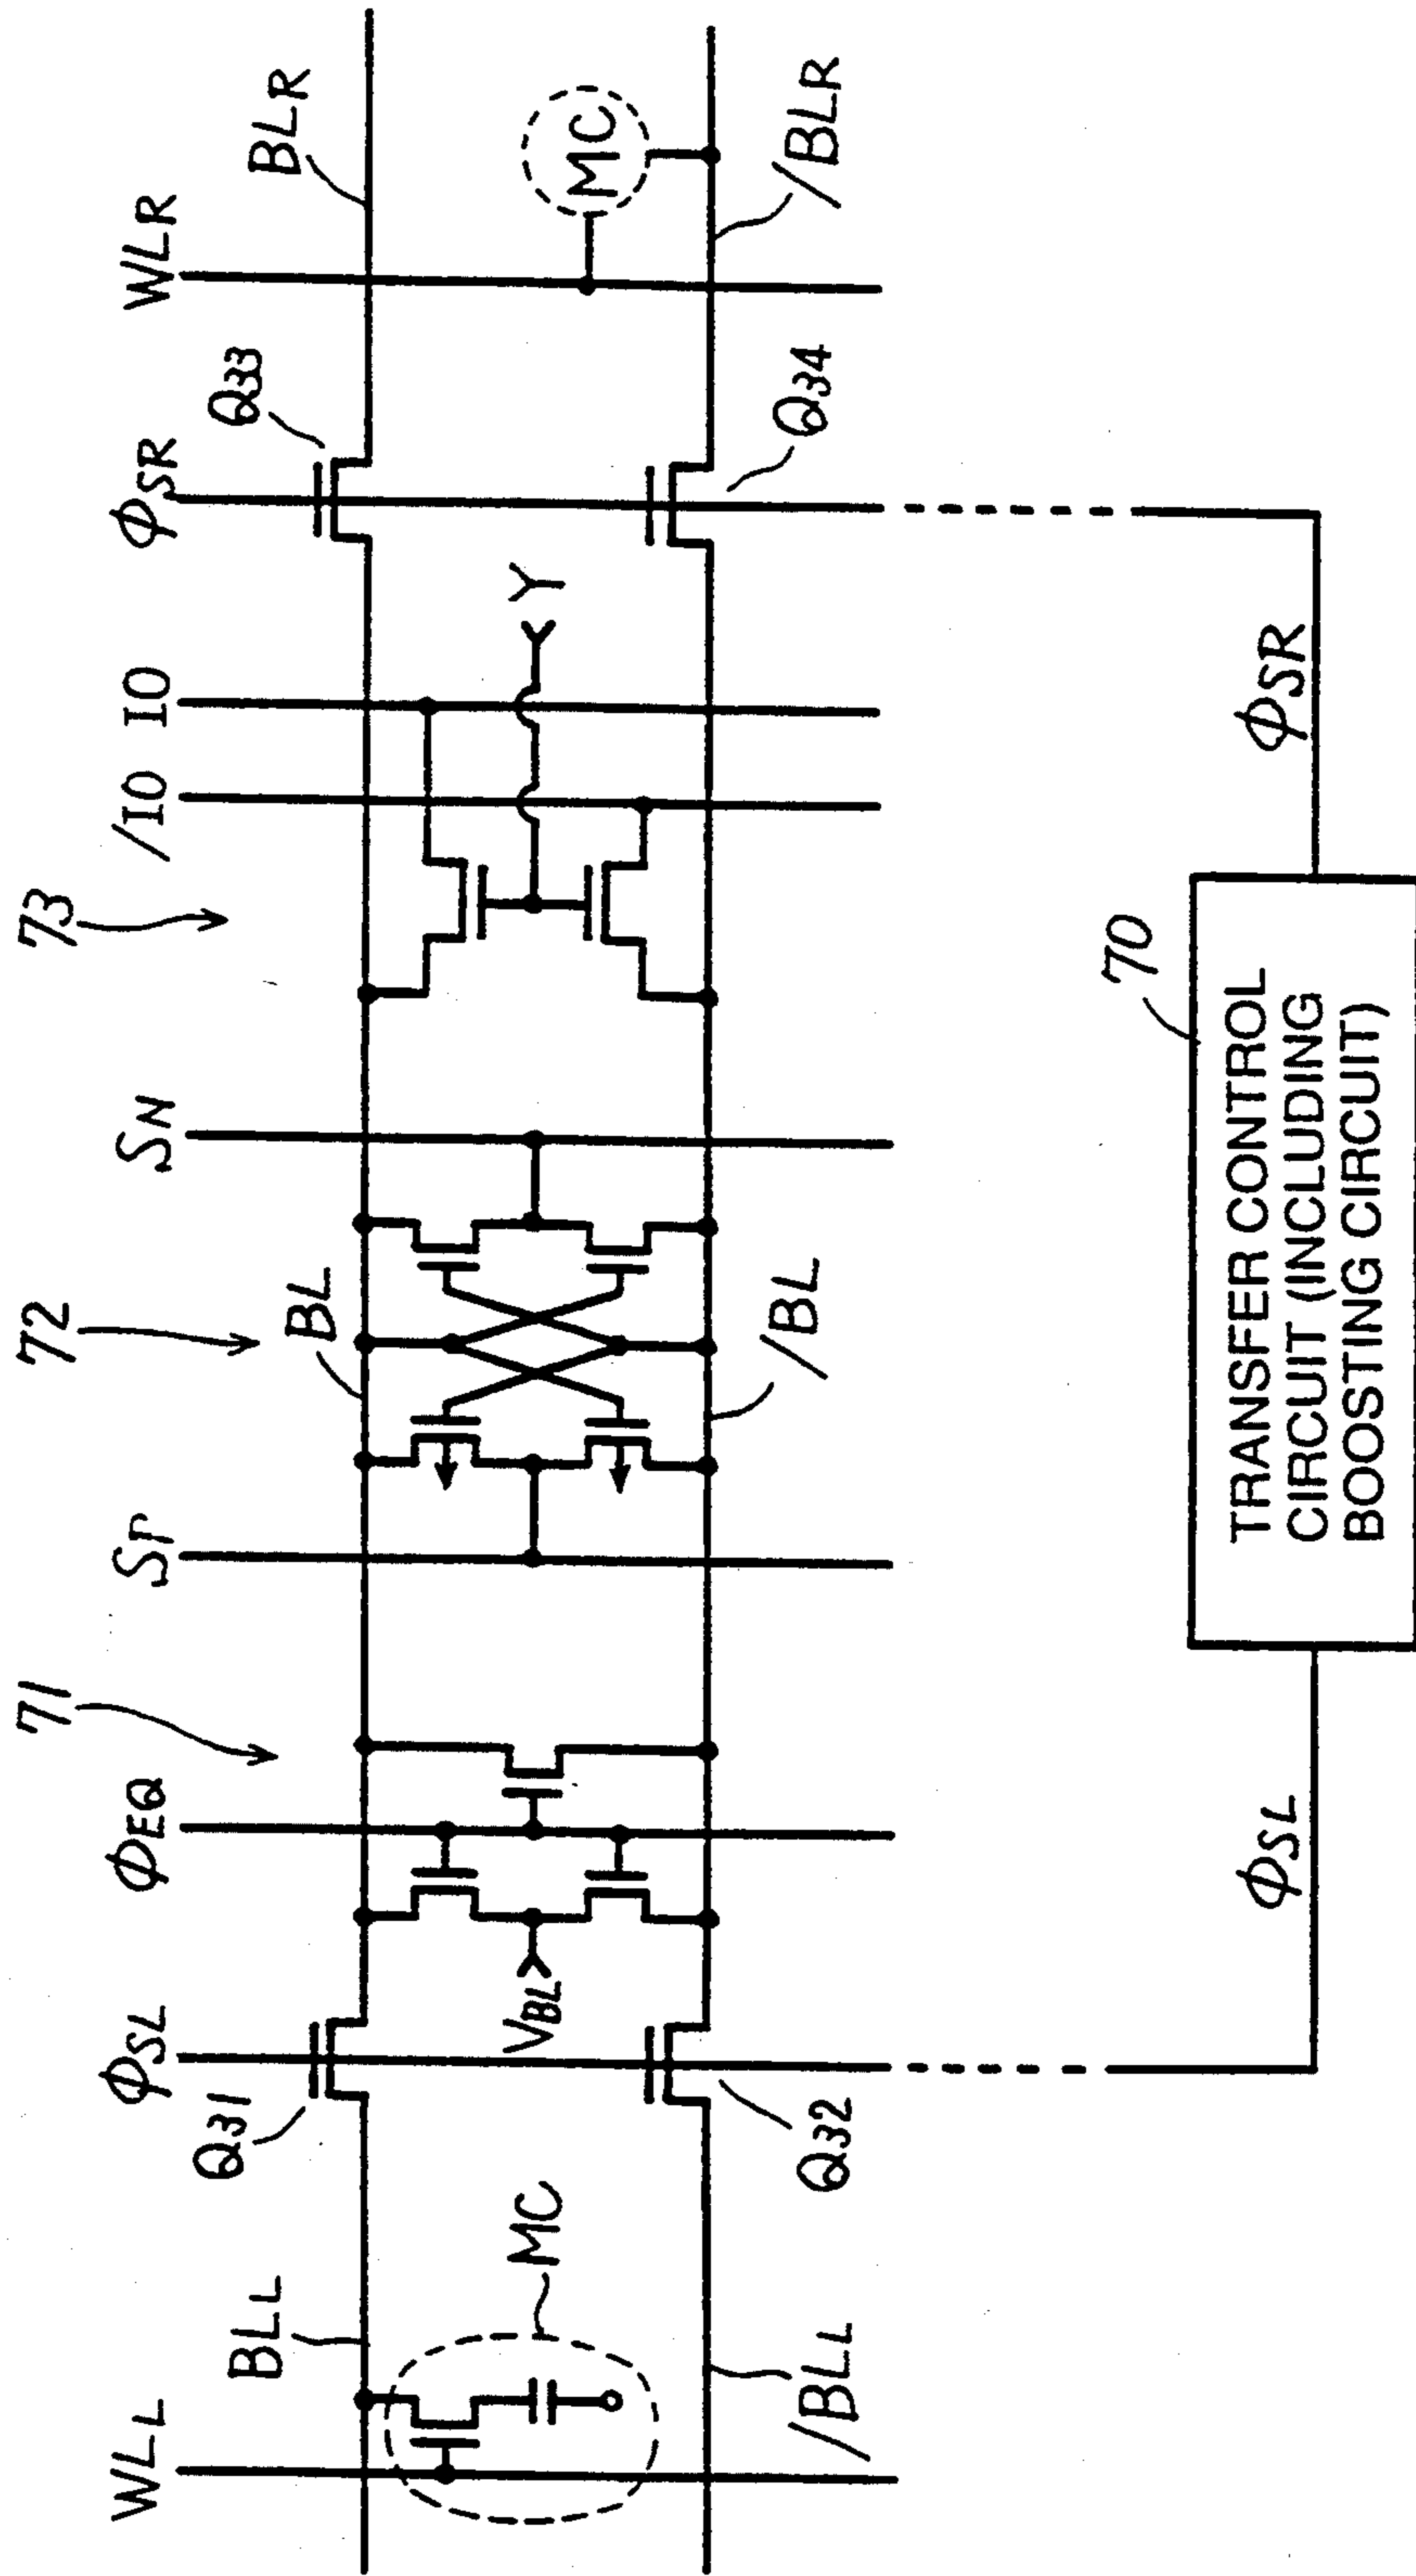 71
72
73
WLL
φSL
φEQ
SP
SN
/IO
IO
φSR
WLR
BLL
Q31
BL
Q33
BLR
MC
VBL
Y
MC
/BLL
Q32
/BL
Q34
/BLR
φSL
70
φSR
TRANSFER CONTROL
CIRCUIT (INCLUDING
BOOSTING CIRCUIT)